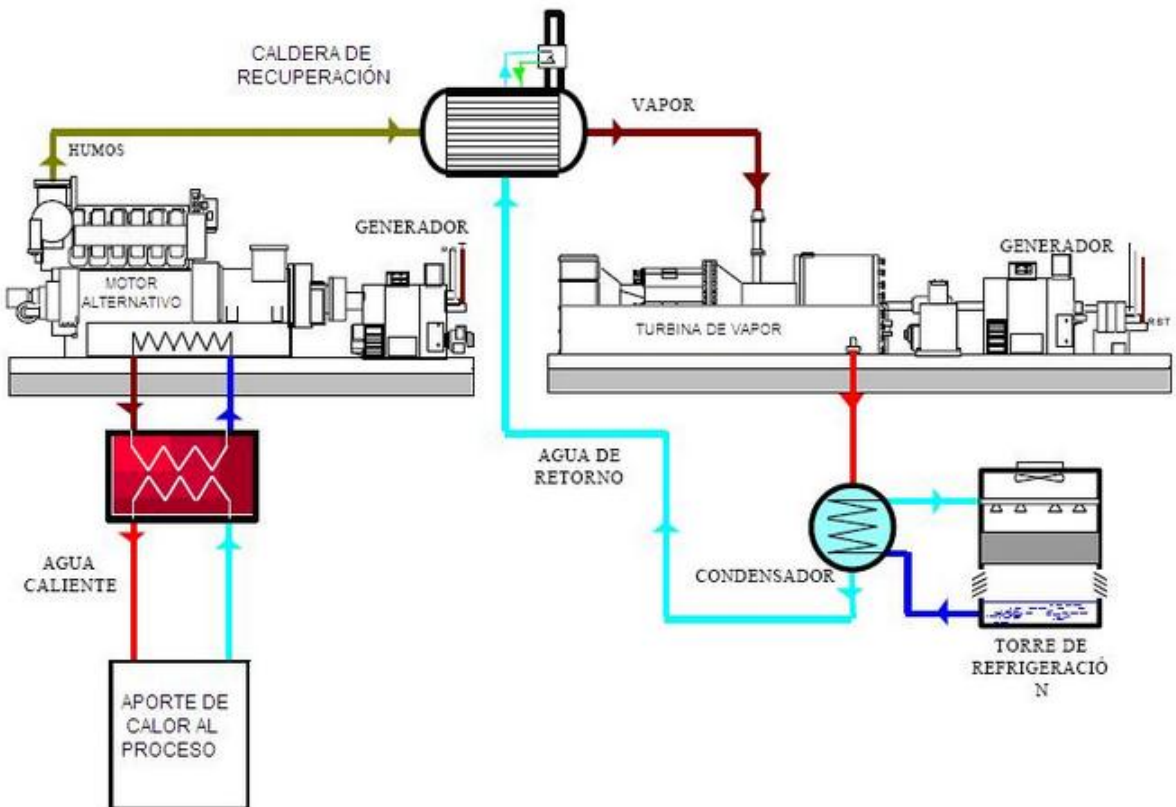 CALDERA DE
RECUPERACIÓN
VAPOR
HUMOS
GENERADOR
GENERADOR
MOTOR
ALTERNATIVO
TURBINA DE VAPOR
RST
AGUA DE
RETORNO
AGUA
CALIENTE
CONDENSADOR
TORRE DE
REFRIGERACIÓ
N
APORTE DE
CALOR AL
PROCESO